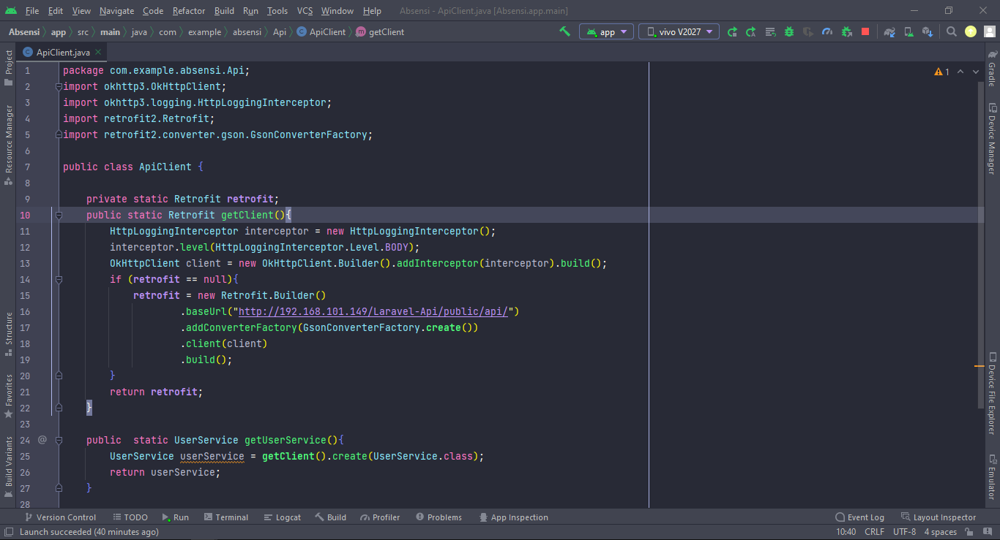 File Edit View Navigate Code Refactor Build Run Tools VCS Window Help Absensi - ApiClient.java [Absensi.app.main]
Absensi app src main java com example absensi Api ApiClient getClient app vivo V2027
ApiClient.java
Project
Resource Manager
Structure
Favorites
Build Variants
1 package com.example.absensi.Api;
2 import okhttp3.OkHttpClient;
3 import okhttp3.logging.HttpLoggingInterceptor;
4 import retrofit2.Retrofit;
5 import retrofit2.converter.gson.GsonConverterFactory;
6
7 public class ApiClient {
8
9 private static Retrofit retrofit;
10 public static Retrofit getClient(){
11 HttpLoggingInterceptor interceptor = new HttpLoggingInterceptor();
12 interceptor.level(HttpLoggingInterceptor.Level.BODY);
13 OkHttpClient client = new OkHttpClient.Builder().addInterceptor(interceptor).build();
14 if (retrofit == null){
15 retrofit = new Retrofit.Builder()
16 .baseUrl("http://192.168.101.149/Laravel-Api/public/api/")
17 .addConverterFactory(GsonConverterFactory.create())
18 .client(client)
19 .build();
20 }
21 return retrofit;
22 }
23
24 @ public  static UserService getUserService(){
25 UserService userService = getClient().create(UserService.class);
26 return userService;
27 }
28
1
Gradle
Device Manager
Device File Explorer
Emulator
Version Control TODO Run Terminal Logcat Build Profiler Problems App Inspection Event Log Layout Inspector
Launch succeeded (40 minutes ago) 10:40 CRLF UTF-8 4 spaces